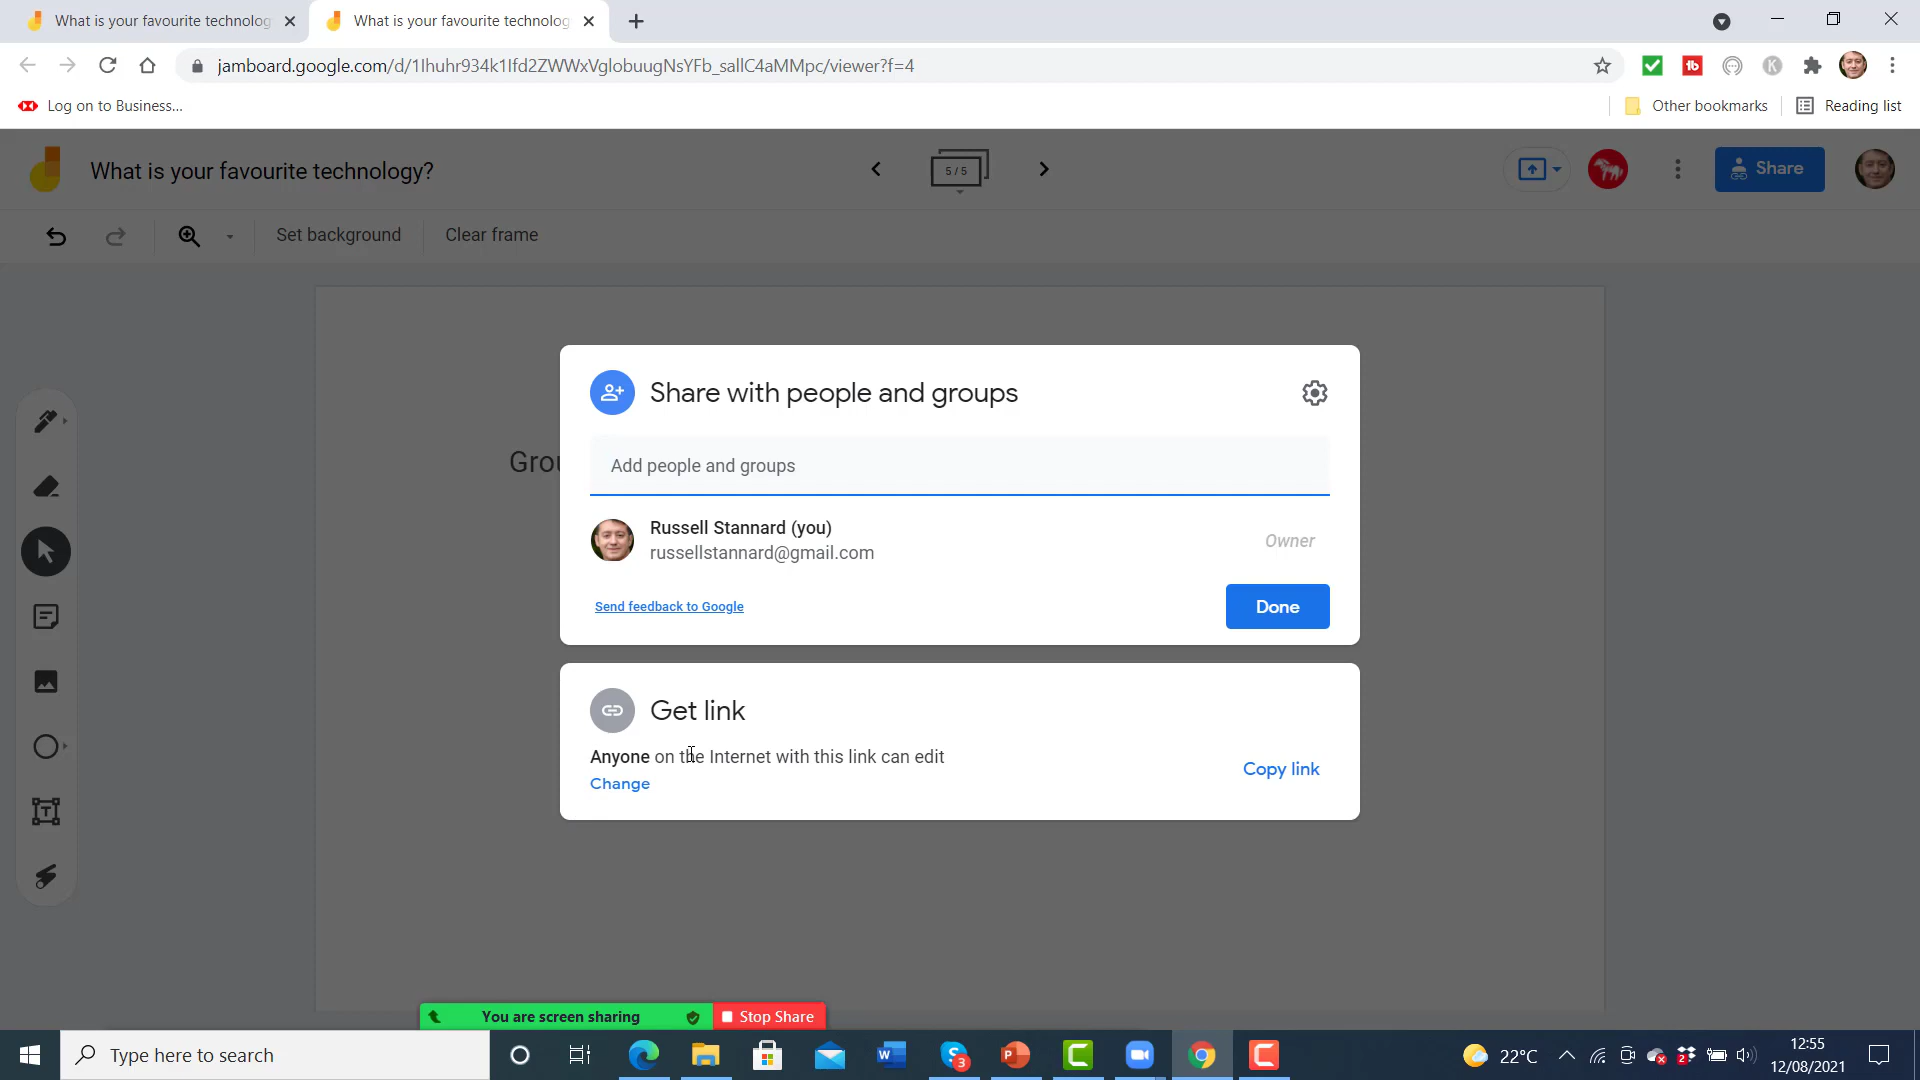 What is your favourite technolog
What is your favourite technolog
jamboard.google.com/d/1Ihuhr934k1Ifd2ZWWxVglobuugNsYFb_sallC4aMMpc/viewer?f=4
Log on to Business...
Other bookmarks
Reading list
What is your favourite technology?
5 / 5
Share
Set background
Clear frame
Share with people and groups
Grou
Add people and groups
Russell Stannard (you)
russellstannard@gmail.com
Owner
Send feedback to Google
Done
Get link
Anyone on the Internet with this link can edit
Change
Copy link
You are screen sharing
Stop Share
Type here to search
22°C
12:55
12/08/2021